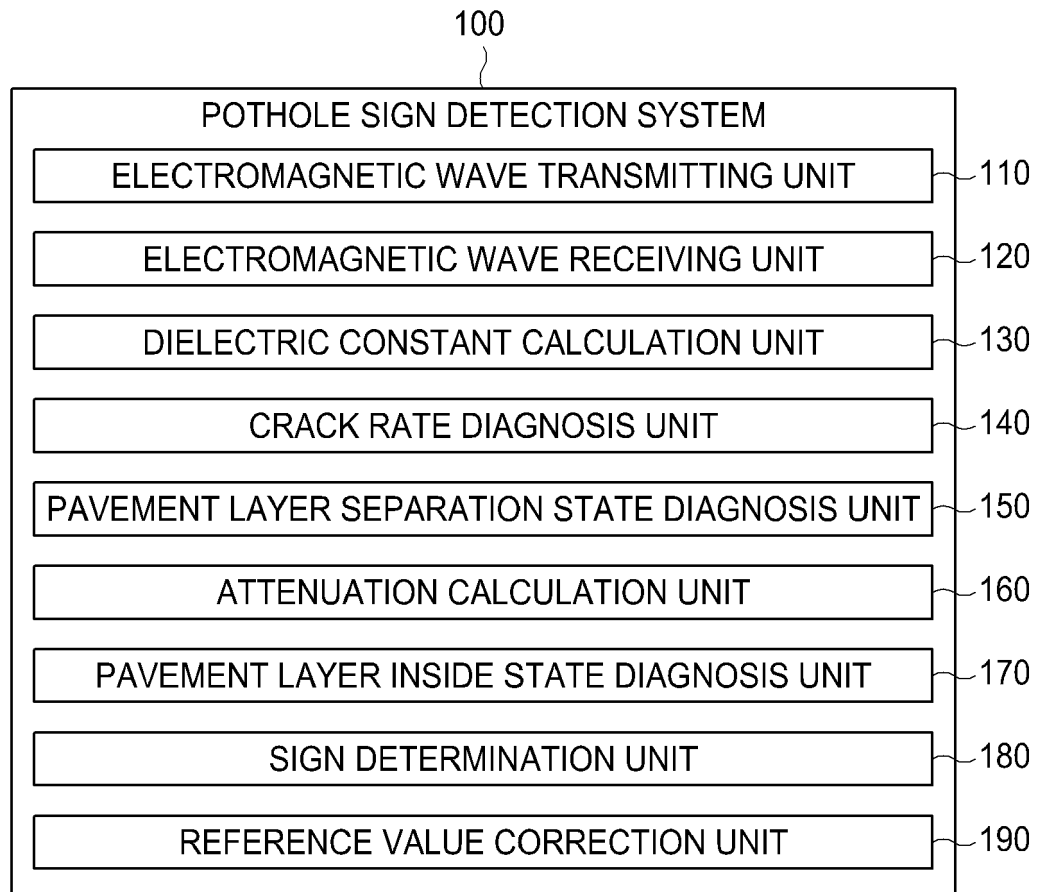 100
POTHOLE SIGN DETECTION SYSTEM
ELECTROMAGNETIC WAVE TRANSMITTING UNIT 110
ELECTROMAGNETIC WAVE RECEIVING UNIT 120
DIELECTRIC CONSTANT CALCULATION UNIT 130
CRACK RATE DIAGNOSIS UNIT 140
PAVEMENT LAYER SEPARATION STATE DIAGNOSIS UNIT 150
ATTENUATION CALCULATION UNIT 160
PAVEMENT LAYER INSIDE STATE DIAGNOSIS UNIT 170
SIGN DETERMINATION UNIT 180
REFERENCE VALUE CORRECTION UNIT 190